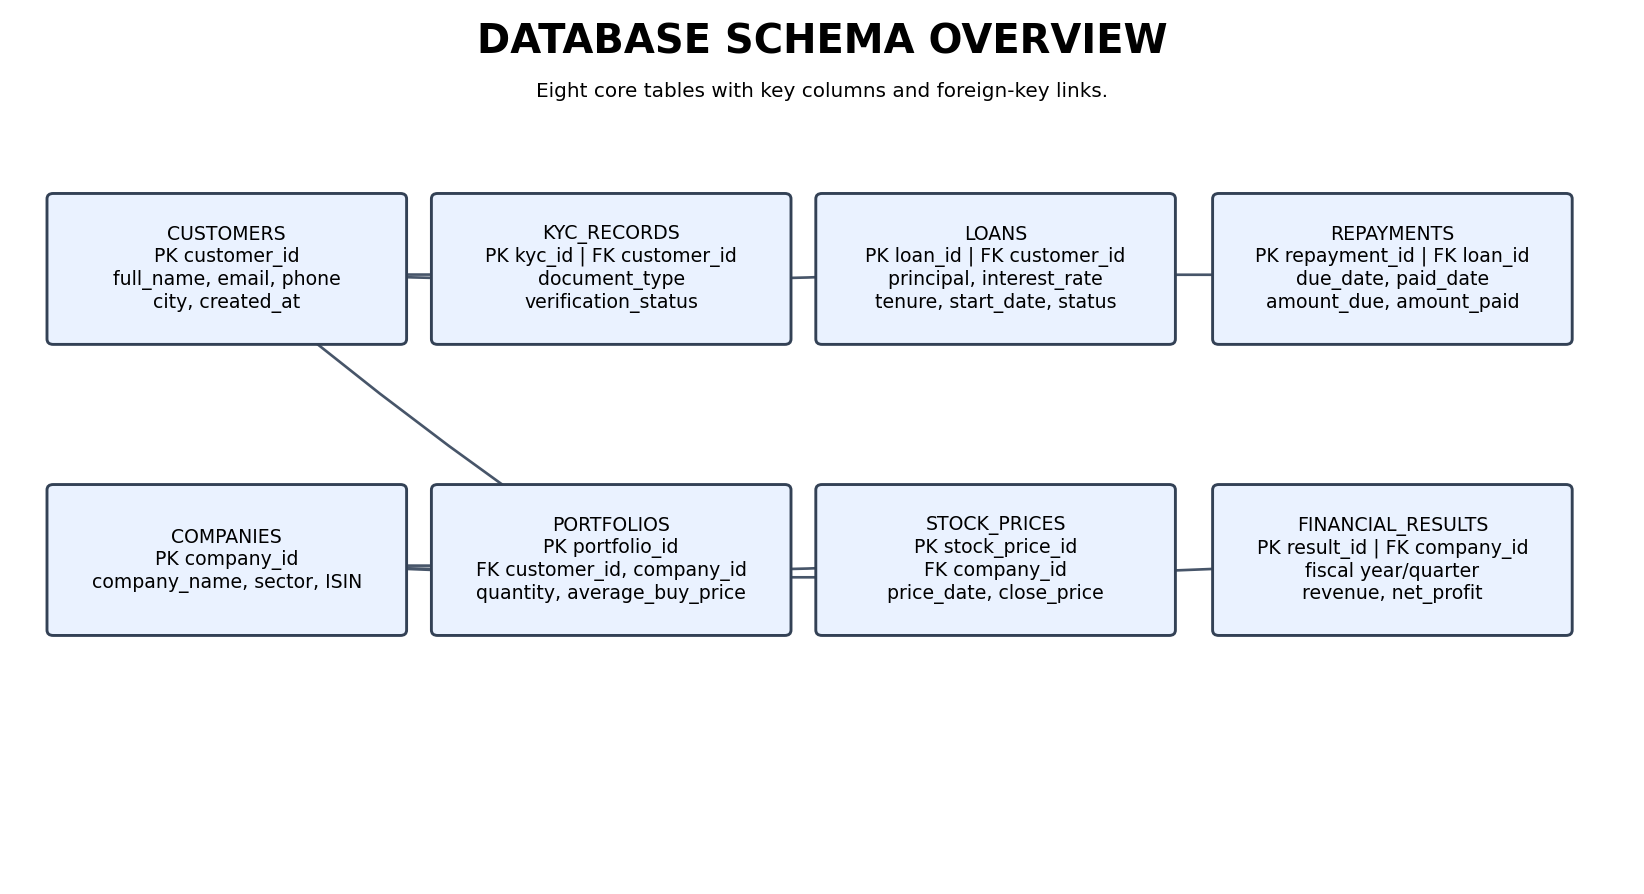 DATABASE SCHEMA OVERVIEW
Eight core tables with key columns and foreign-key links.
CUSTOMERS
PK customer_id
full_name, email, phone
city, created_at
KYC_RECORDS
PK kyc_id | FK customer_id
document_type
verification_status
LOANS
PK loan_id | FK customer_id
principal, interest_rate
tenure, start_date, status
REPAYMENTS
PK repayment_id | FK loan_id
due_date, paid_date
amount_due, amount_paid
COMPANIES
PK company_id
company_name, sector, ISIN
PORTFOLIOS
PK portfolio_id
FK customer_id, company_id
quantity, average_buy_price
STOCK_PRICES
PK stock_price_id
FK company_id
price_date, close_price
FINANCIAL_RESULTS
PK result_id | FK company_id
fiscal year/quarter
revenue, net_profit